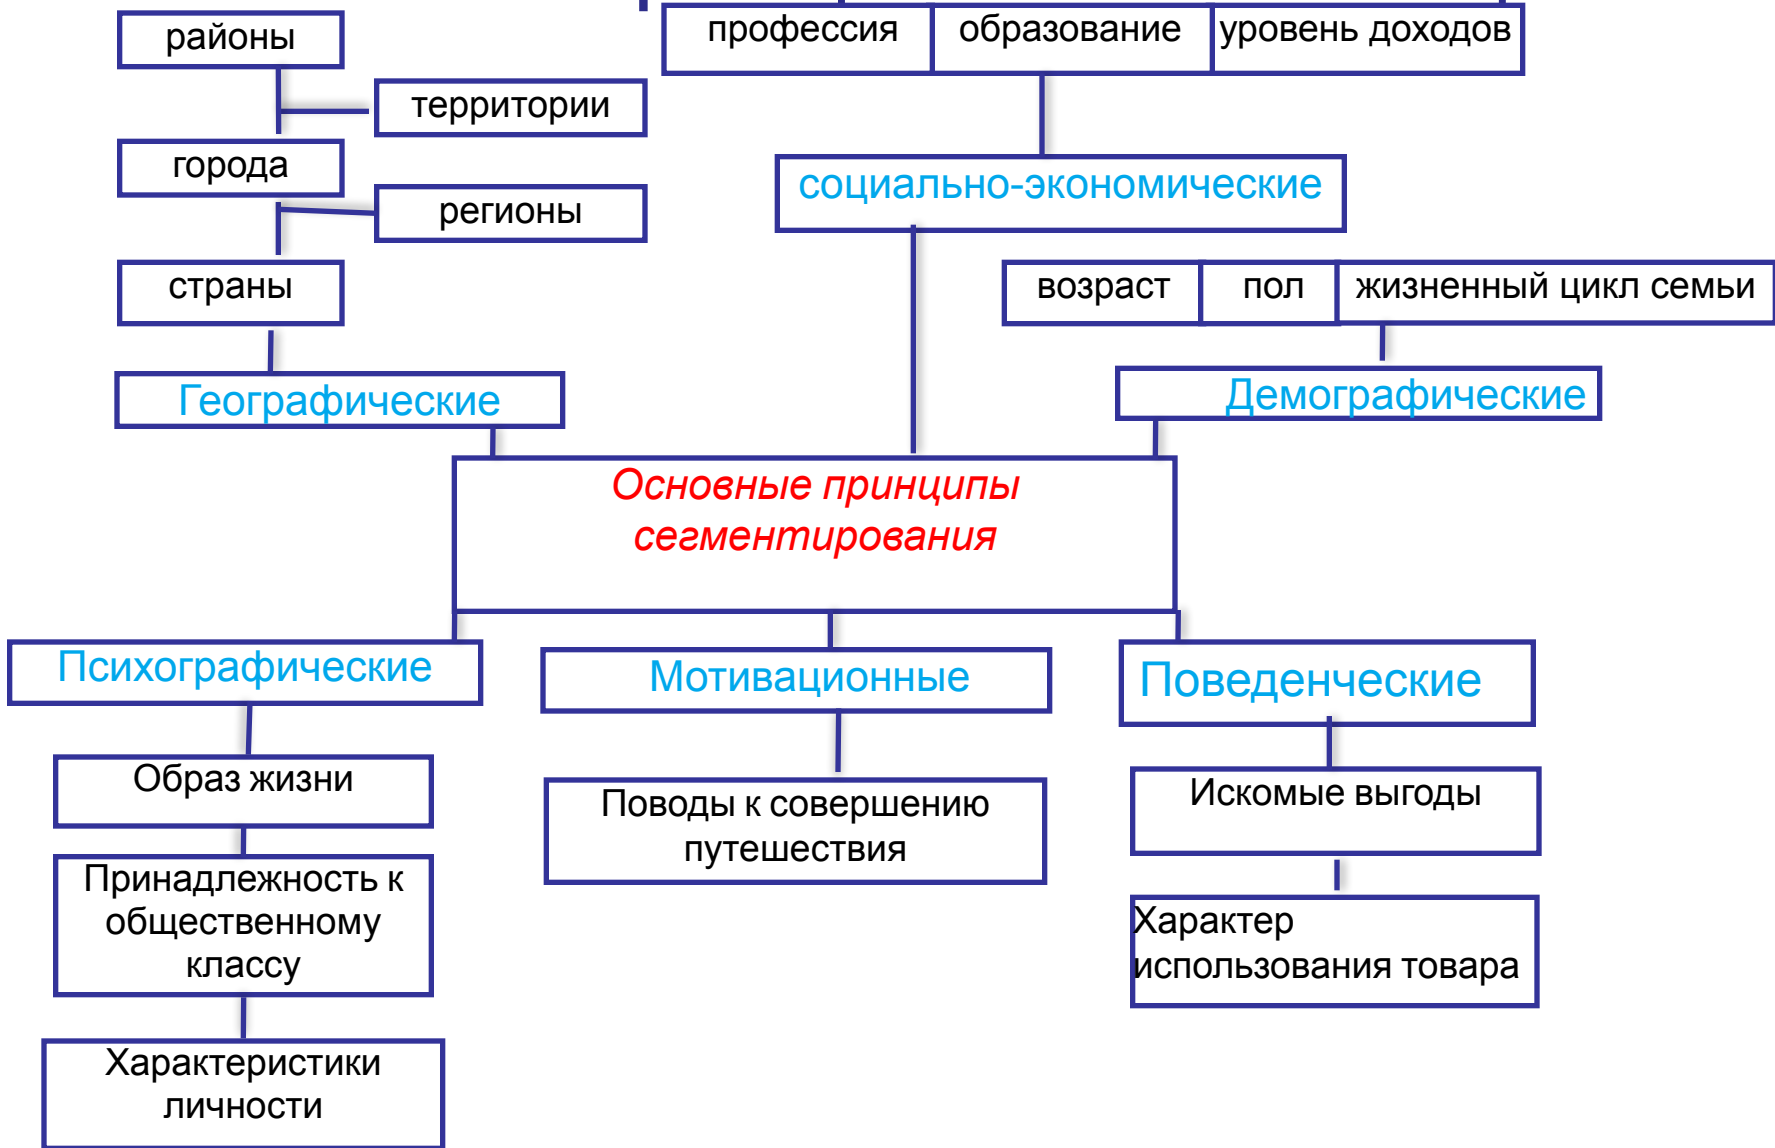 районы
профессия
образование
уровень доходов
территории
города
социально-экономические
регионы
страны
возраст
пол
жизненный цикл семьи
Географические
Демографические
Основные принципы
сегментирования
Психографические
Мотивационные
Поведенческие
Образ жизни
Принадлежность к
общественному
классу
Характеристики
личности
Поводы к совершению
путешествия
Искомые выгоды
Характер
использования товара